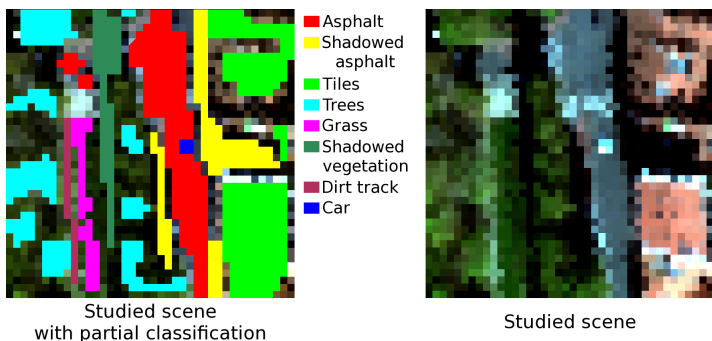 Asphalt
Shadowed
asphalt
Tiles
Trees
Grass
Shadowed
vegetation
Dirt track
Car
Studied scene
with partial classification
Studied scene